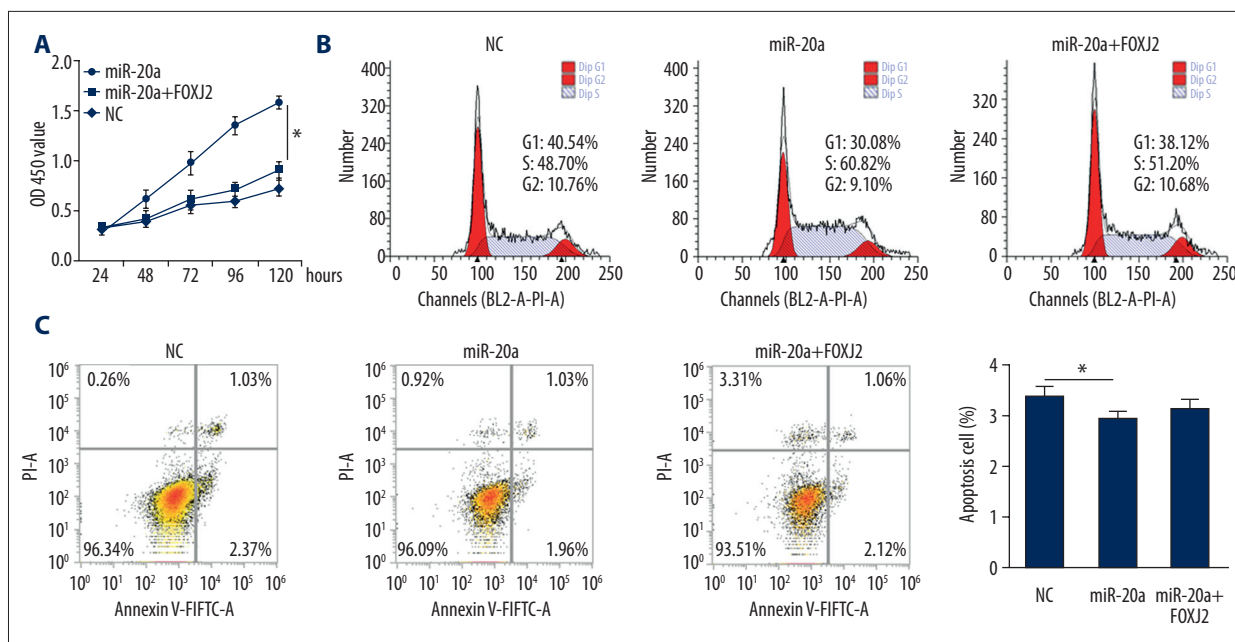 A
2.0
1.5
1.0
0.5
0.0
OD 450 value
miR-20a
miR-20a+FOXJ2
NC
*
24 48 72 96 120 hours
B
NC
Dip G1
Dip G2
Dip S
400
320
240
160
80
0
Number
G1: 40.54%
S: 48.70%
G2: 10.76%
0 50 100 150 200 250
Channels (BL2-A-PI-A)
miR-20a
Dip G1
Dip G2
Dip S
400
320
240
160
80
0
Number
G1: 30.08%
S: 60.82%
G2: 9.10%
0 50 100 150 200 250
Channels (BL2-A-PI-A)
miR-20a+FOXJ2
Dip G1
Dip G2
Dip S
400
320
240
160
80
0
Number
G1: 38.12%
S: 51.20%
G2: 10.68%
0 50 100 150 200 250
Channels (BL2-A-PI-A)
C
NC
10⁶
10⁵
10⁴
10³
10²
10¹
10⁰
PI-A
0.26% 1.03%
96.34% 2.37%
10⁰ 10¹ 10² 10³ 10⁴ 10⁵ 10⁶
Annexin V-FIFTC-A
miR-20a
10⁶
10⁵
10⁴
10³
10²
10¹
10⁰
PI-A
0.92% 1.03%
96.09% 1.96%
10⁰ 10¹ 10² 10³ 10⁴ 10⁵ 10⁶
Annexin V-FIFTC-A
miR-20a+FOXJ2
10⁶
10⁵
10⁴
10³
10²
10¹
10⁰
PI-A
3.31% 1.06%
93.51% 2.12%
10⁰ 10¹ 10² 10³ 10⁴ 10⁵ 10⁶
Annexin V-FIFTC-A
4
3
2
1
0
Apoptosis cell (%)
*
NC miR-20a miR-20a+
FOXJ2